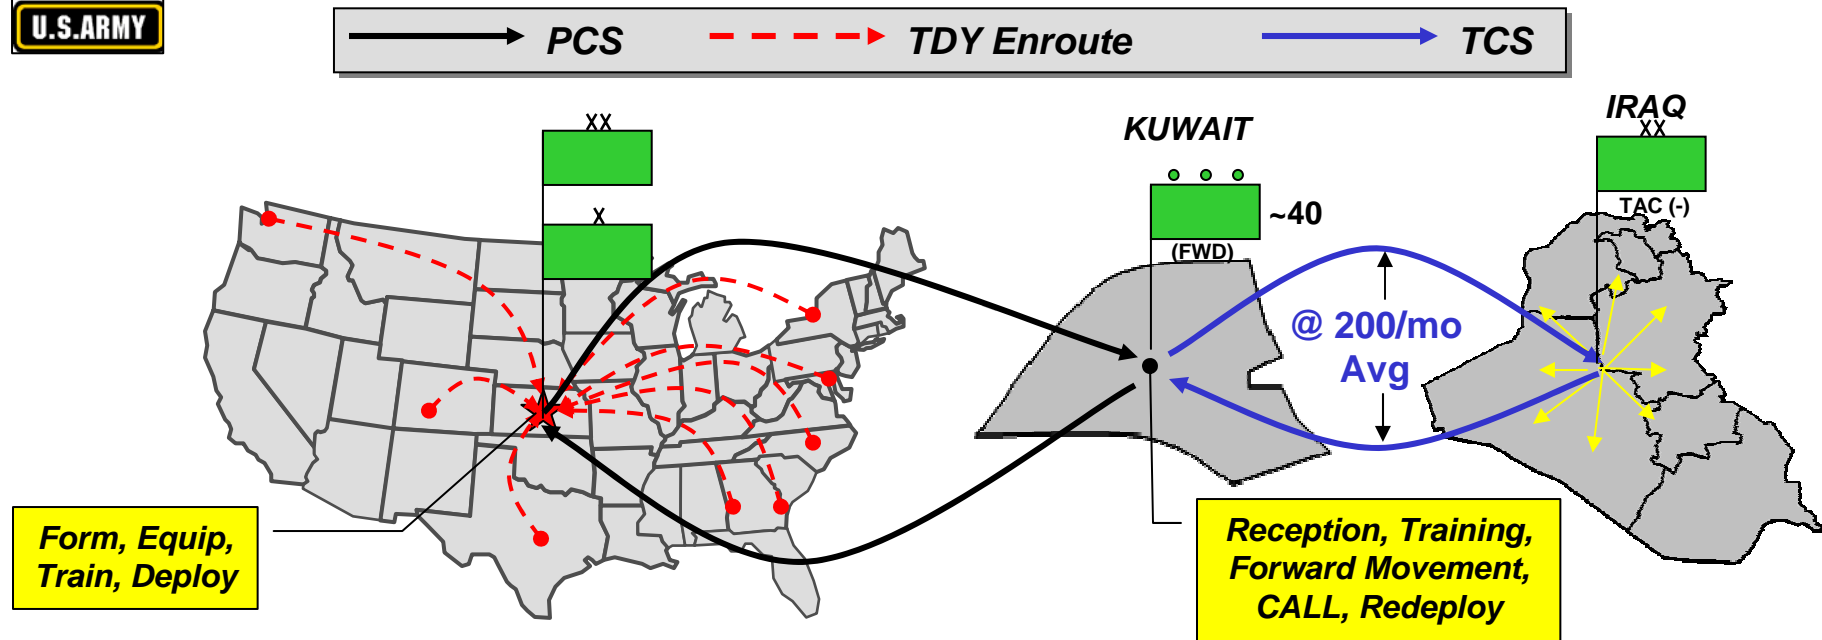 U.S.ARMY
PCS
TDY Enroute
TCS
XX
X
KUWAIT
~40
(FWD)
IRAQ
XX
TAC (-)
@ 200/mo
Avg
Form, Equip,
Train, Deploy
Reception, Training,
Forward Movement,
CALL, Redeploy